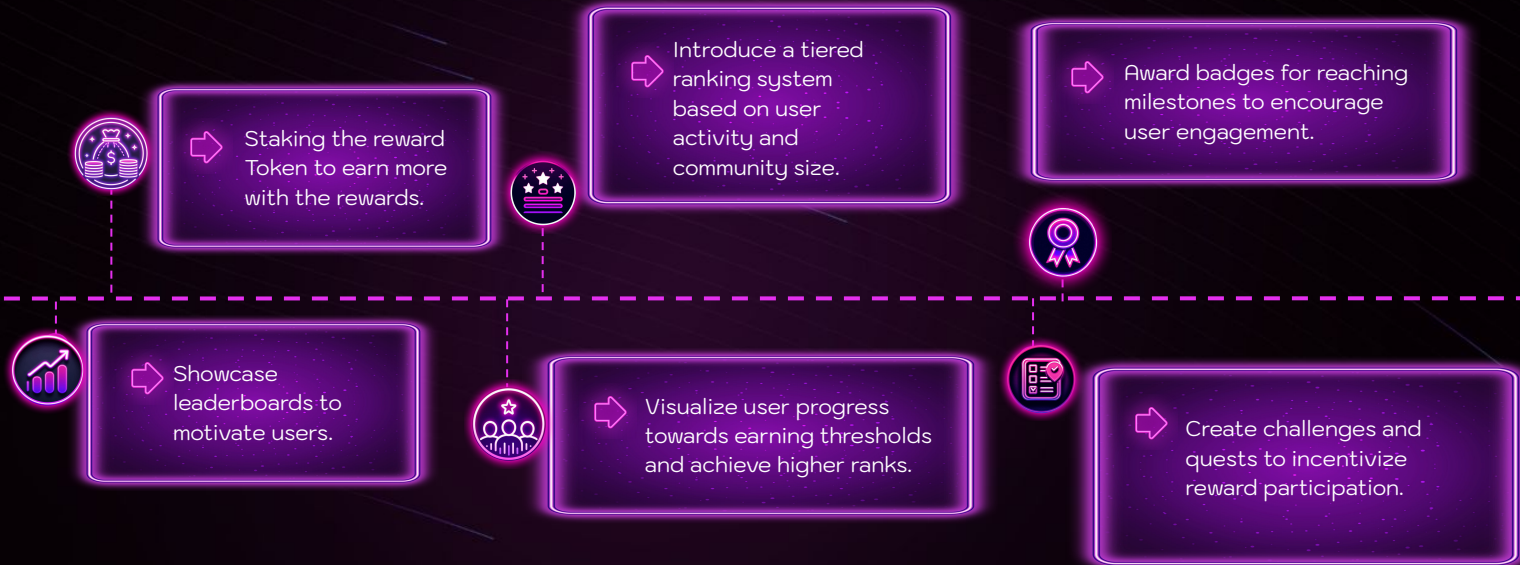 Introduce a tiered
ranking system
based on user
activity and
community size.
Award badges for reaching
milestones to encourage
user engagement.
Staking the reward
Token to earn more
with the rewards.
Showcase
leaderboards to
motivate users.
Visualize user progress
towards earning thresholds
and achieve higher ranks.
Create challenges and
quests to incentivize
reward participation.